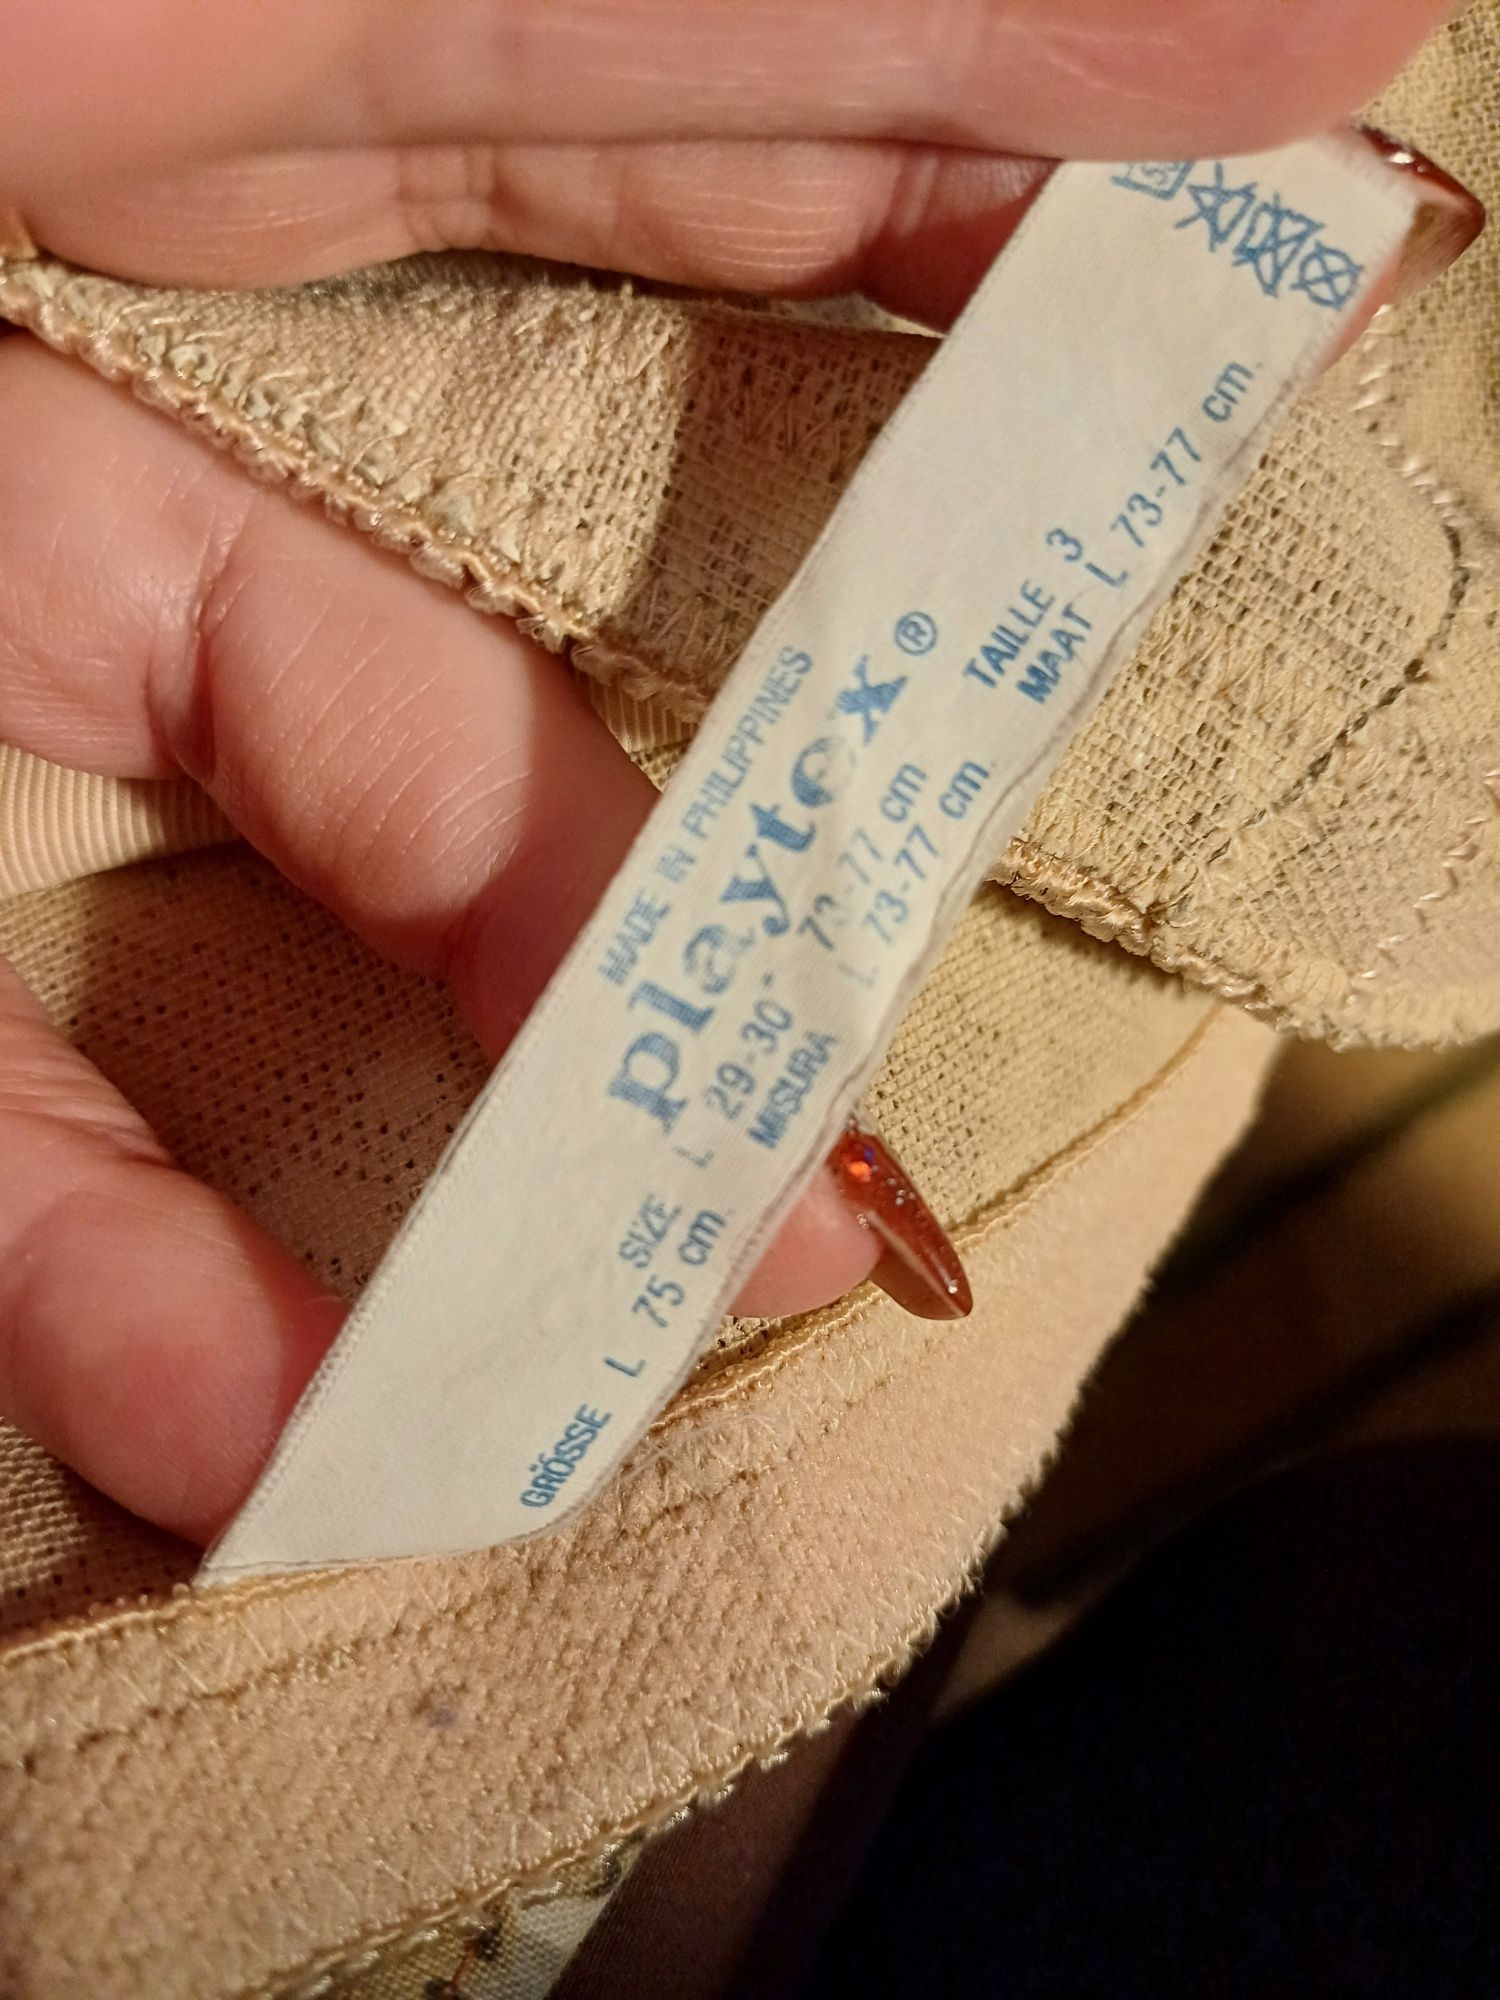 MADE IN PHILIPPINES
playtex ®
SIZE L 29-30" 73-77 cm TAILLE 3
GRÖSSE L 75 cm. MISURA L 73-77 cm. MAAT L 73-77 cm.